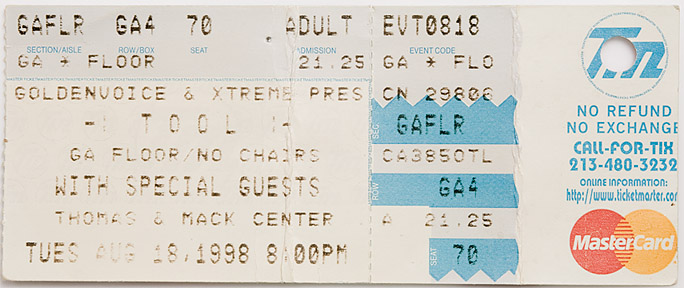 GAFLR GA4 70 ADULT EVT0818
SECTION/AISLE ROW/BOX SEAT ADMISSION EVENT CODE
GA * FLOOR 21.25 GA * FLO
GOLDENVOICE & XTREME PRES CN 29806
- TOOL - SEC GAFLR
GA FLOOR/NO CHAIRS CA3850TL
WITH SPECIAL GUESTS ROW GA4
THOMAS & MACK CENTER A 21.25
TUES AUG 18,1998 8:00PM SEAT 70
NO REFUND
NO EXCHANGE
CALL-FOR-TIX
213-480-3232
ONLINE INFORMATION:
http://www.ticketmaster.com
MasterCard